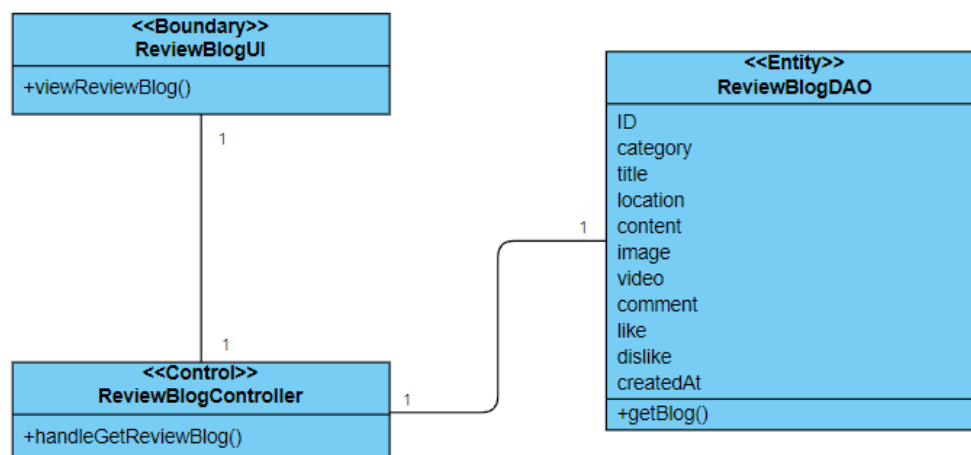 <<Boundary>>
ReviewBlogUI
+viewReviewBlog()
1
1
<<Control>>
ReviewBlogController
+handleGetReviewBlog()
1
1
<<Entity>>
ReviewBlogDAO
ID
category
title
location
content
image
video
comment
like
dislike
createdAt
+getBlog()